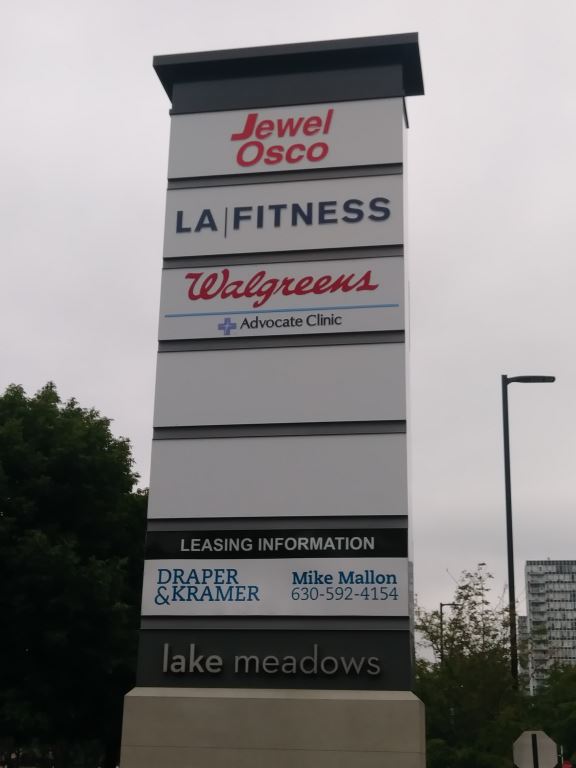 Jewel
Osco
LA|FITNESS
Walgreens
Advocate Clinic
LEASING INFORMATION
DRAPER
&KRAMER
Mike Mallon
630-592-4154
lake meadows